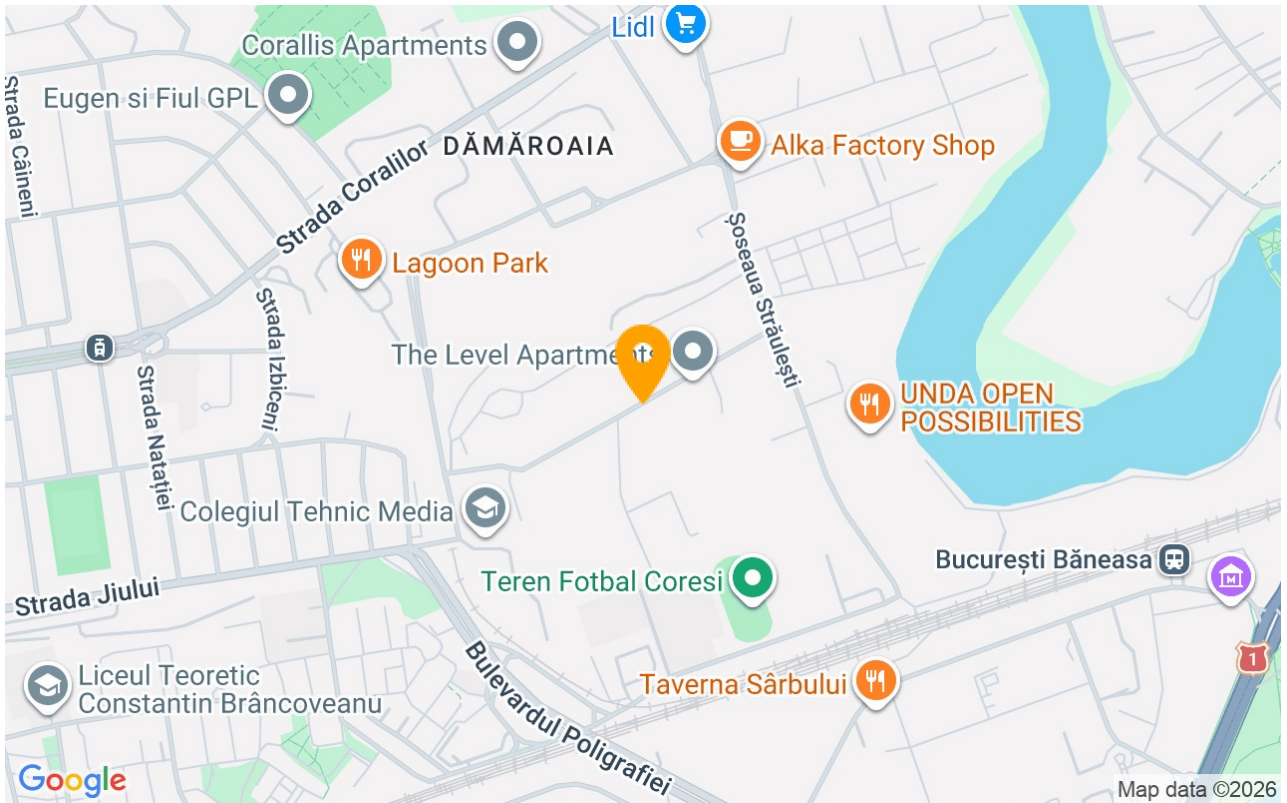 Lidl
Corallis Apartments
Eugen si Fiul GPL
Strada Câineni
DĂMĂROAIA
Alka Factory Shop
Strada Coralilor
Lagoon Park
Șoseaua Străulești
Strada Izbiceni
The Level Apartments
Strada Natației
UNDA OPEN
POSSIBILITIES
Colegiul Tehnic Media
București Băneasa
M
Teren Fotbal Coresi
Strada Jiului
1
Liceul Teoretic
Constantin Brâncoveanu
Taverna Sârbului
Bulevardul Poligrafiei
Google
Map data ©2026